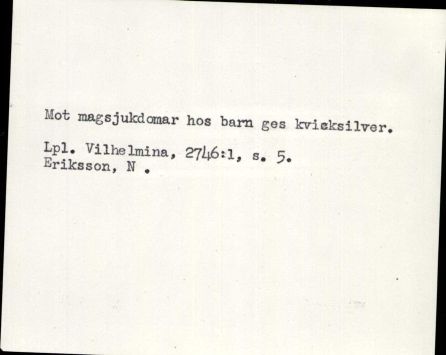 Mot magsjukdomar hos barn ges kvicksilver.
Lpl. Vilhelmina, 2746:1, s. 5.
Eriksson, N .